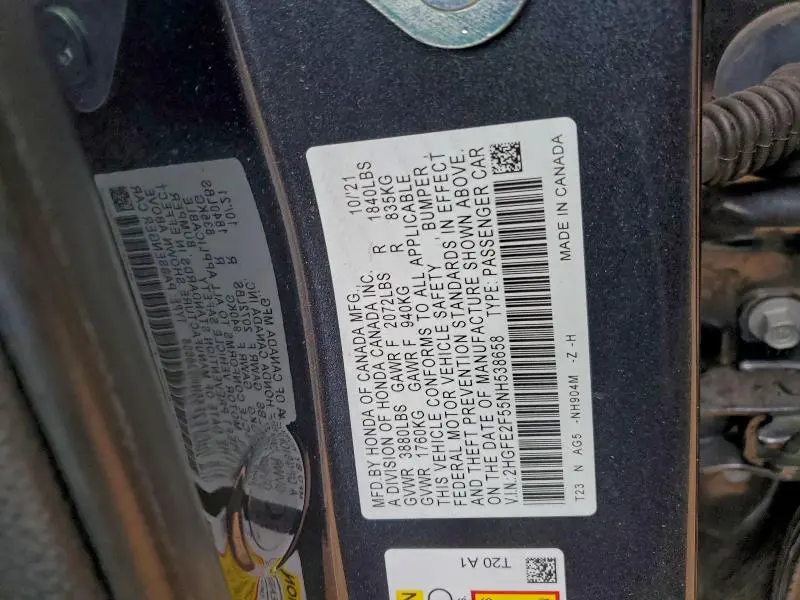 MFD.BY HONDA OF CANADA MFG., 10/21
A DIVISION OF HONDA CANADA INC.
GVWR 3880LBS GAWR F 2072LBS R 1840LBS
GVWR 1760KG GAWR F 940KG R 835KG
THIS VEHICLE CONFORMS TO ALL APPLICABLE
FEDERAL MOTOR VEHICLE SAFETY, BUMPER,
AND THEFT PREVENTION STANDARDS IN EFFECT
ON THE DATE OF MANUFACTURE SHOWN ABOVE.
V.I.N.:2HGFE2F55NH538658 TYPE: PASSENGER CAR
T23 N AG5 -NH904M -Z -H MADE IN CANADA
T20 A1